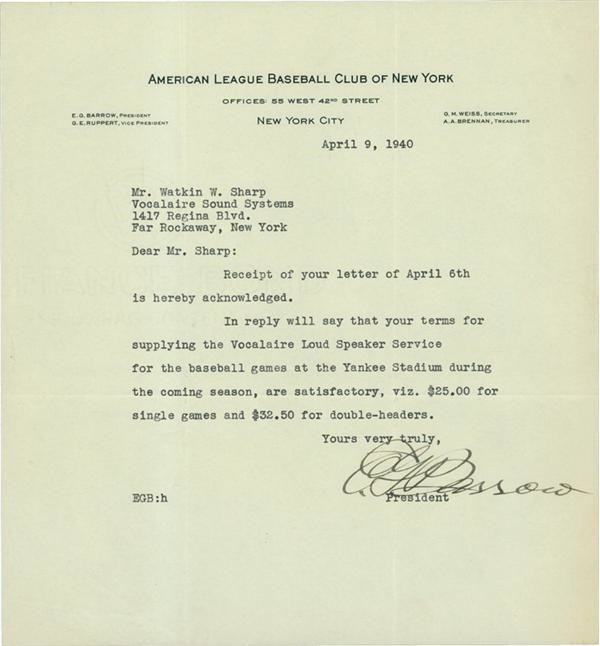 AMERICAN LEAGUE BASEBALL CLUB OF NEW YORK
OFFICES: 55 WEST 42ND STREET
NEW YORK CITY
E. G. BARROW, PRESIDENT
G. E. RUPPERT, VICE PRESIDENT
G. M. WEISS, SECRETARY
A. A. BRENNAN, TREASURER
April 9, 1940
Mr. Watkin W. Sharp
Vocalaire Sound Systems
1417 Regina Blvd.
Far Rockaway, New York
Dear Mr. Sharp:
Receipt of your letter of April 6th
is hereby acknowledged.
In reply will say that your terms for
supplying the Vocalaire Loud Speaker Service
for the baseball games at the Yankee Stadium during
the coming season, are satisfactory, viz. $25.00 for
single games and $32.50 for double-headers.
Yours very truly,
E G Barrow
President
EGB:h